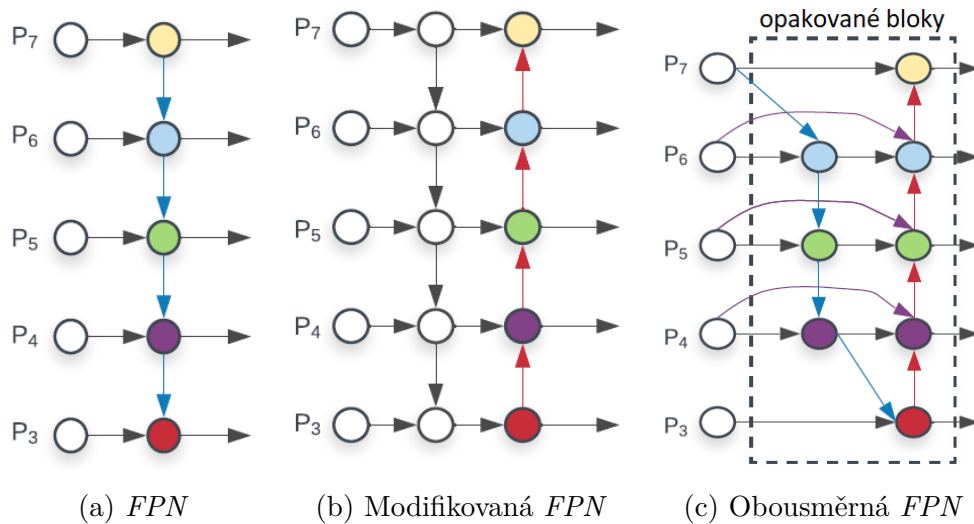 opakované bloky
P₇
P₆
P₅
P₄
P₃
P₇
P₆
P₅
P₄
P₃
P₇
P₆
P₅
P₄
P₃
(a) FPN
(b) Modifikovaná FPN
(c) Obousměrná FPN